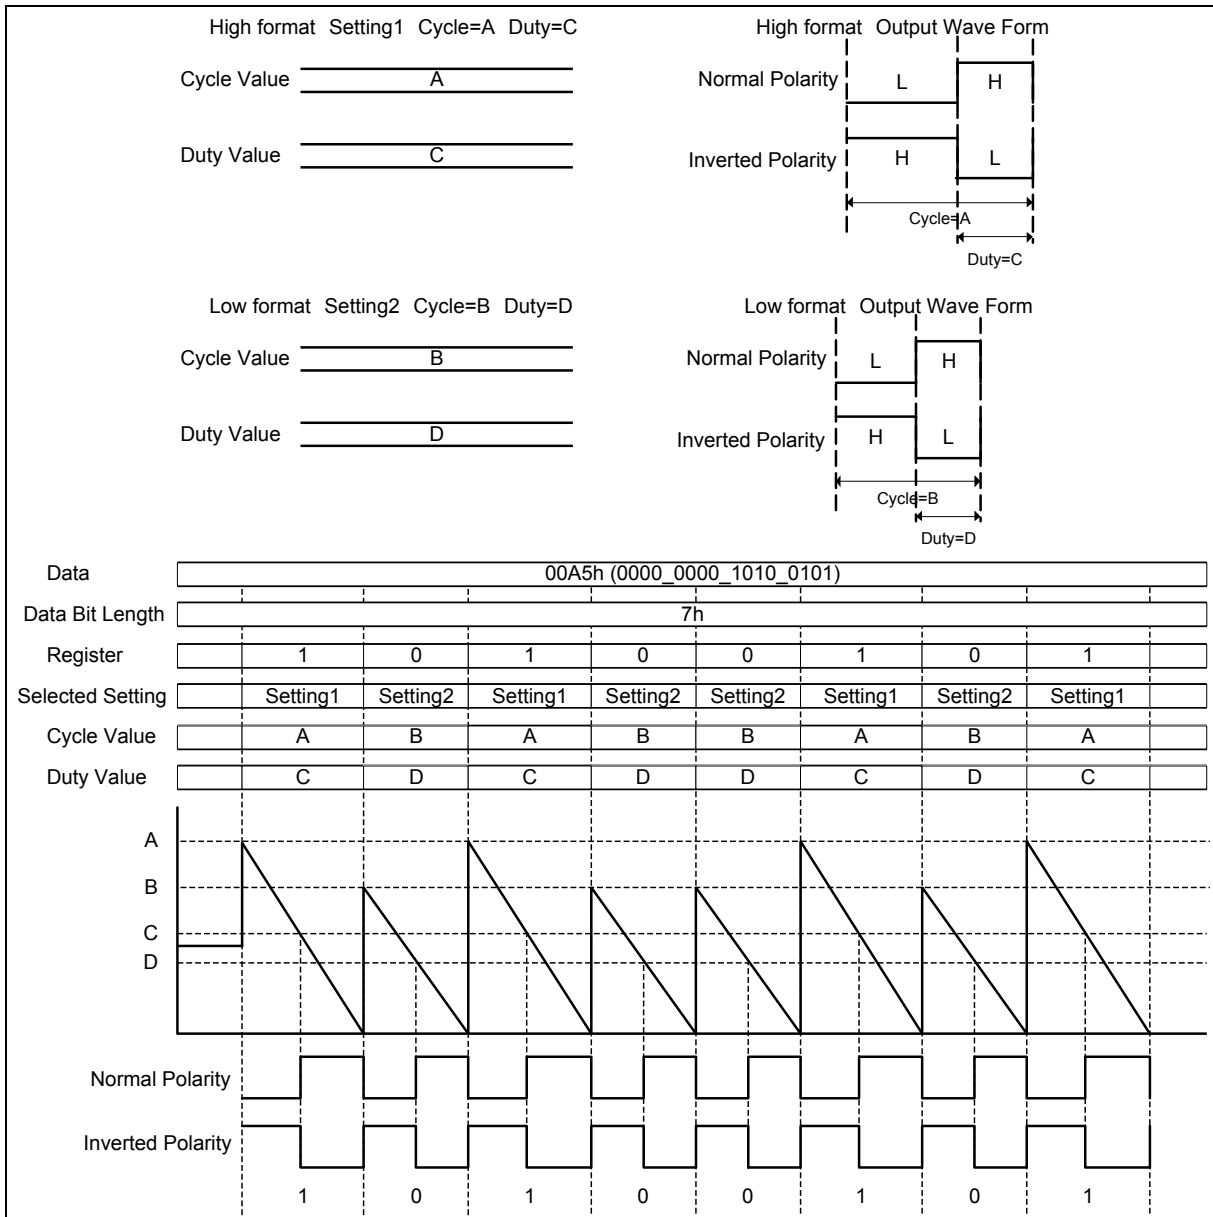 High format Setting1 Cycle=A Duty=C
Cycle Value A
Duty Value C
High format Output Wave Form
Normal Polarity L H
Inverted Polarity H L
Cycle=A
Duty=C
Low format Setting2 Cycle=B Duty=D
Cycle Value B
Duty Value D
Low format Output Wave Form
Normal Polarity L H
Inverted Polarity H L
Cycle=B
Duty=D
Data 00A5h (0000_0000_1010_0101)
Data Bit Length 7h
Register 1 0 1 0 0 1 0 1
Selected Setting Setting1 Setting2 Setting1 Setting2 Setting2 Setting1 Setting2 Setting1
Cycle Value A B A B B A B A
Duty Value C D C D D C D C
A
B
C
D
Normal Polarity
Inverted Polarity
1 0 1 0 0 1 0 1